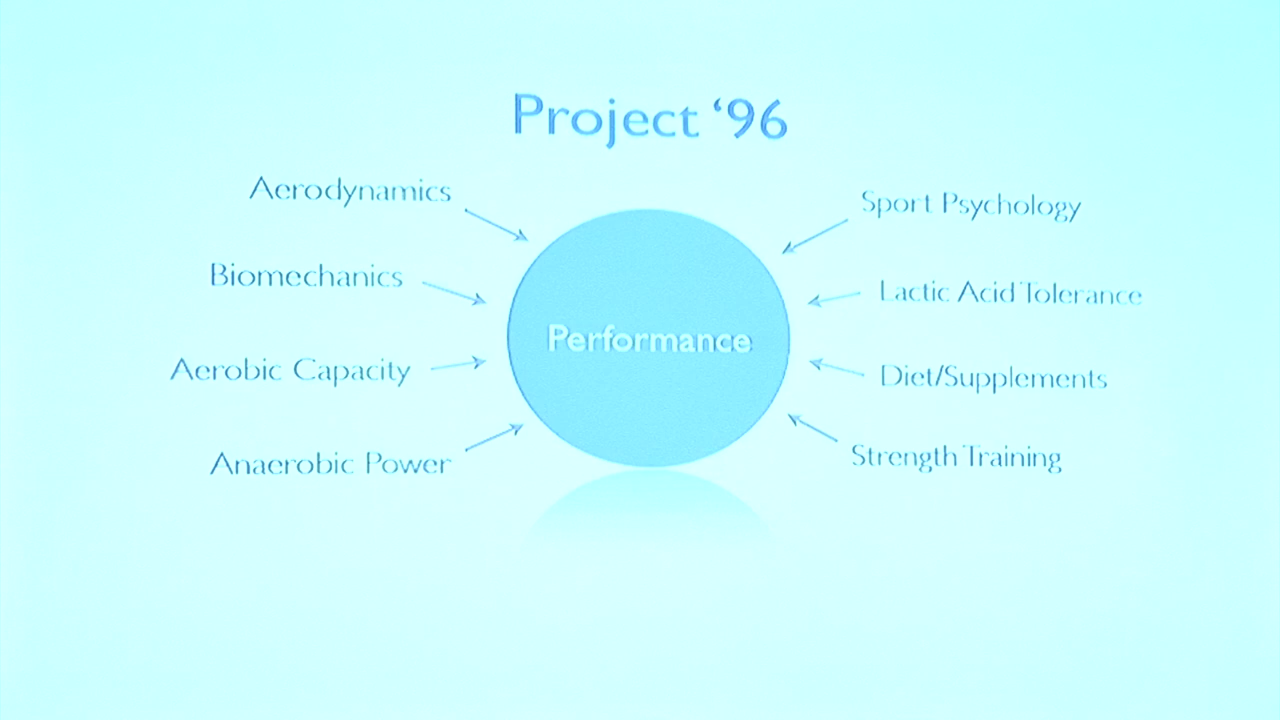 Project ‘96
Aerodynamics
Biomechanics
Aerobic Capacity
Anaerobic Power
Performance
Sport Psychology
Lactic Acid Tolerance
Diet/Supplements
Strength Training